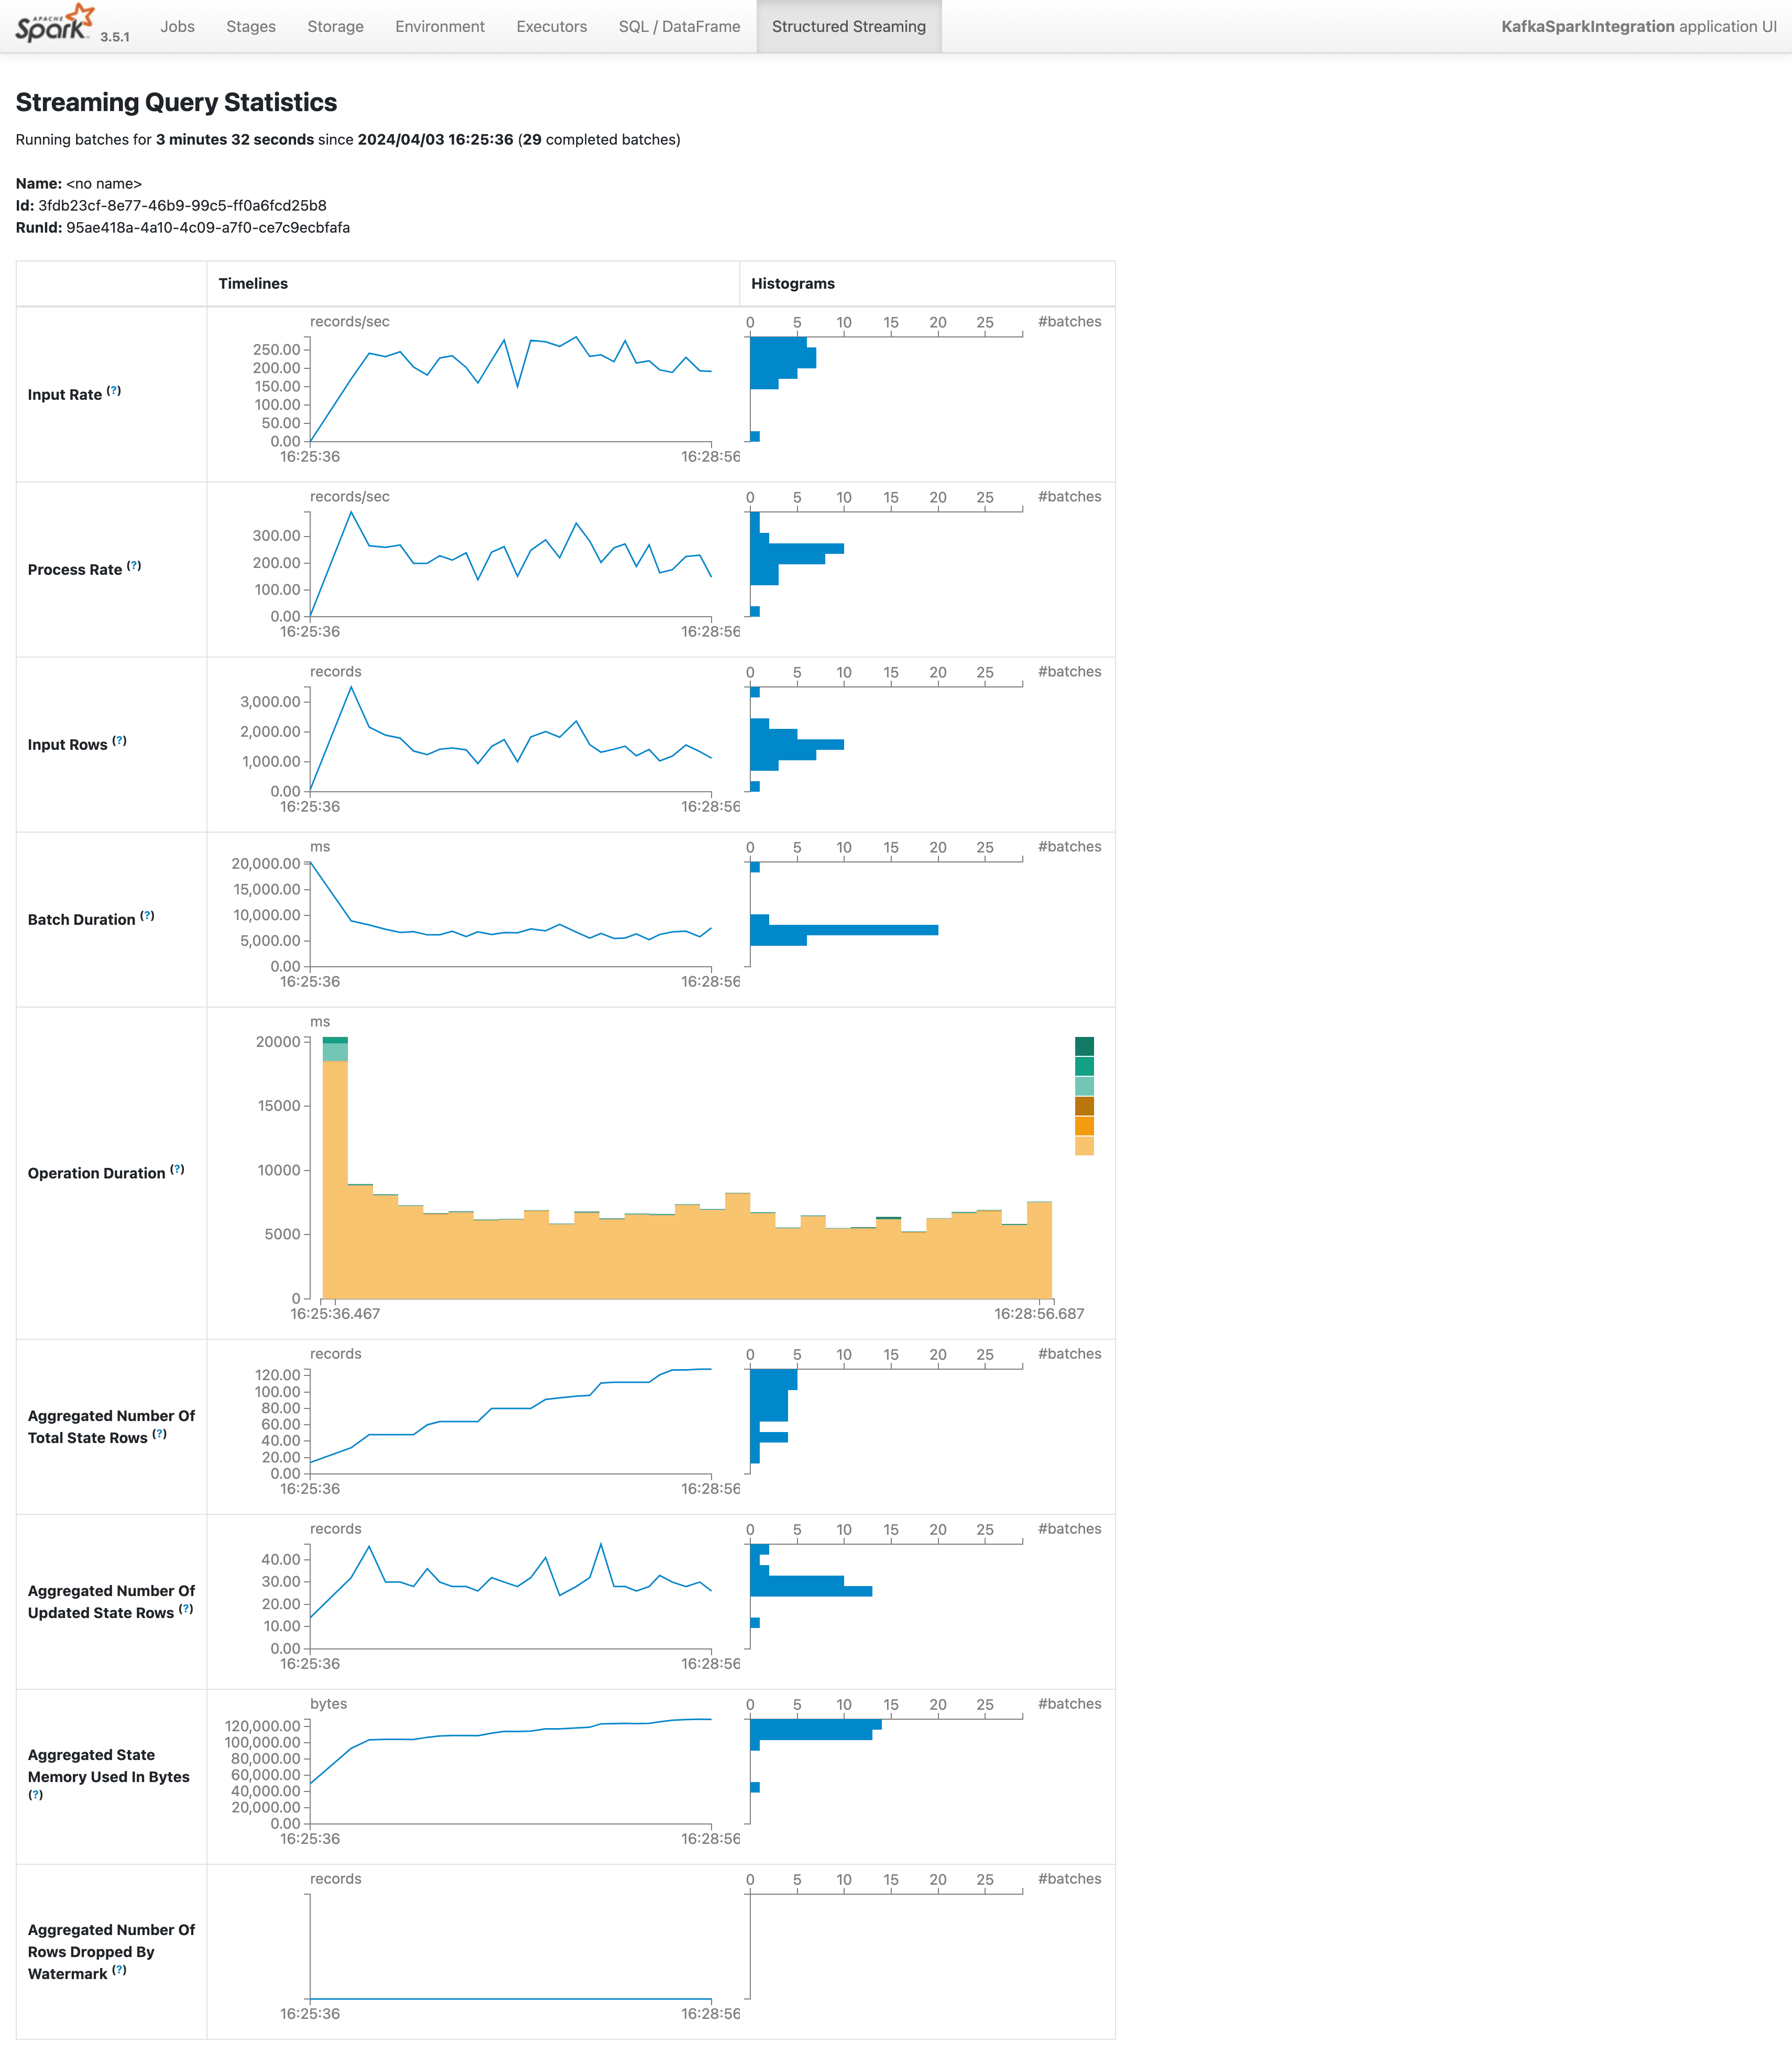 APACHE
Spark 3.5.1 Jobs Stages Storage Environment Executors SQL / DataFrame Structured Streaming KafkaSparkIntegration application UI
Streaming Query Statistics
Running batches for 3 minutes 32 seconds since 2024/04/03 16:25:36 (29 completed batches)
Name: <no name>
Id: 3fdb23cf-8e77-46b9-99c5-ff0a6fcd25b8
RunId: 95ae418a-4a10-4c09-a7f0-ce7c9ecbfafa
Timelines Histograms
Input Rate (?)
records/sec
250.00
200.00
150.00
100.00
50.00
0.00
16:25:36 16:28:56
0 5 10 15 20 25 #batches
Process Rate (?)
records/sec
300.00
200.00
100.00
0.00
16:25:36 16:28:56
0 5 10 15 20 25 #batches
Input Rows (?)
records
3,000.00
2,000.00
1,000.00
0.00
16:25:36 16:28:56
0 5 10 15 20 25 #batches
Batch Duration (?)
ms
20,000.00
15,000.00
10,000.00
5,000.00
0.00
16:25:36 16:28:56
0 5 10 15 20 25 #batches
Operation Duration (?)
ms
20000
15000
10000
5000
0
16:25:36.467 16:28:56.687
Aggregated Number Of
Total State Rows (?)
records
120.00
100.00
80.00
60.00
40.00
20.00
0.00
16:25:36 16:28:56
0 5 10 15 20 25 #batches
Aggregated Number Of
Updated State Rows (?)
records
40.00
30.00
20.00
10.00
0.00
16:25:36 16:28:56
0 5 10 15 20 25 #batches
Aggregated State
Memory Used In Bytes
(?)
bytes
120,000.00
100,000.00
80,000.00
60,000.00
40,000.00
20,000.00
0.00
16:25:36 16:28:56
0 5 10 15 20 25 #batches
Aggregated Number Of
Rows Dropped By
Watermark (?)
records
16:25:36 16:28:56
0 5 10 15 20 25 #batches